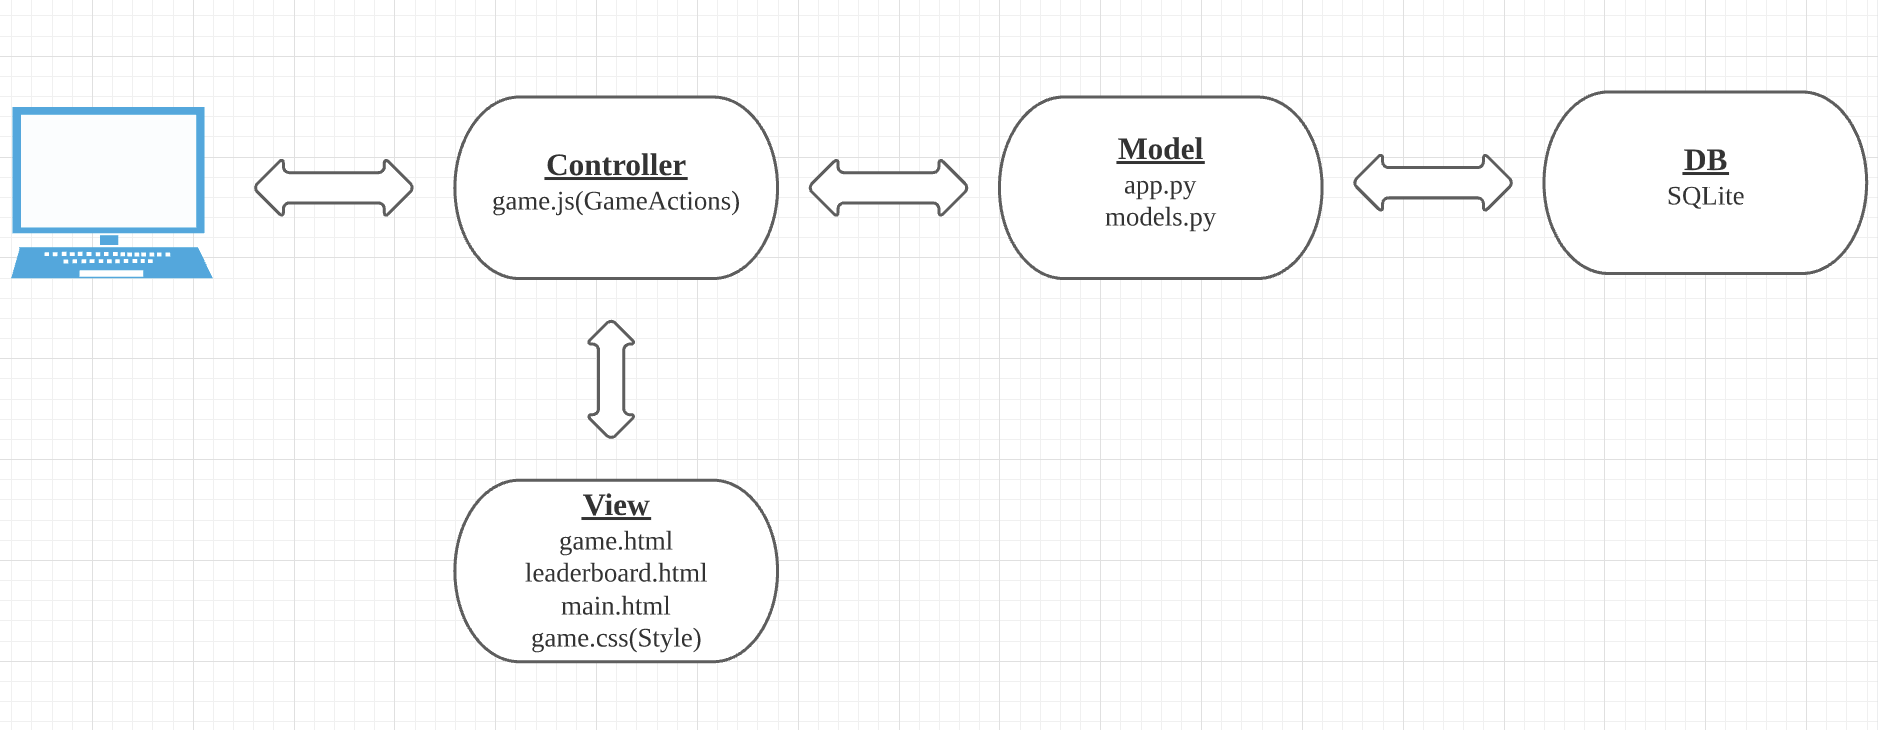 Controller
game.js(GameActions)
Model
app.py
models.py
DB
SQLite
View
game.html
leaderboard.html
main.html
game.css(Style)